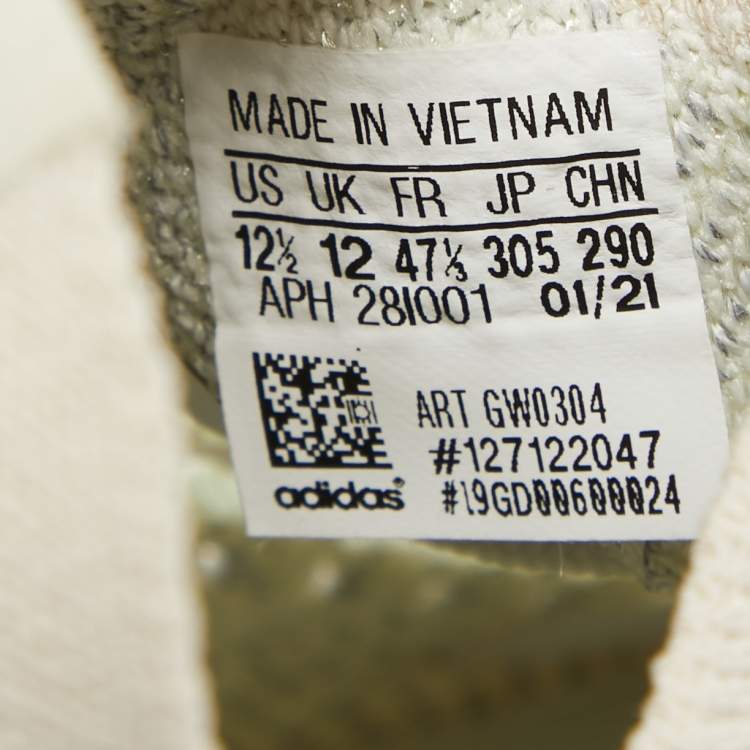 MADE IN VIETNAM
US UK FR JP CHN
12½ 12 47⅓ 305 290
APH 28I001 01/21
ART GW0304
#127122047
adidas®
#19GD00600024